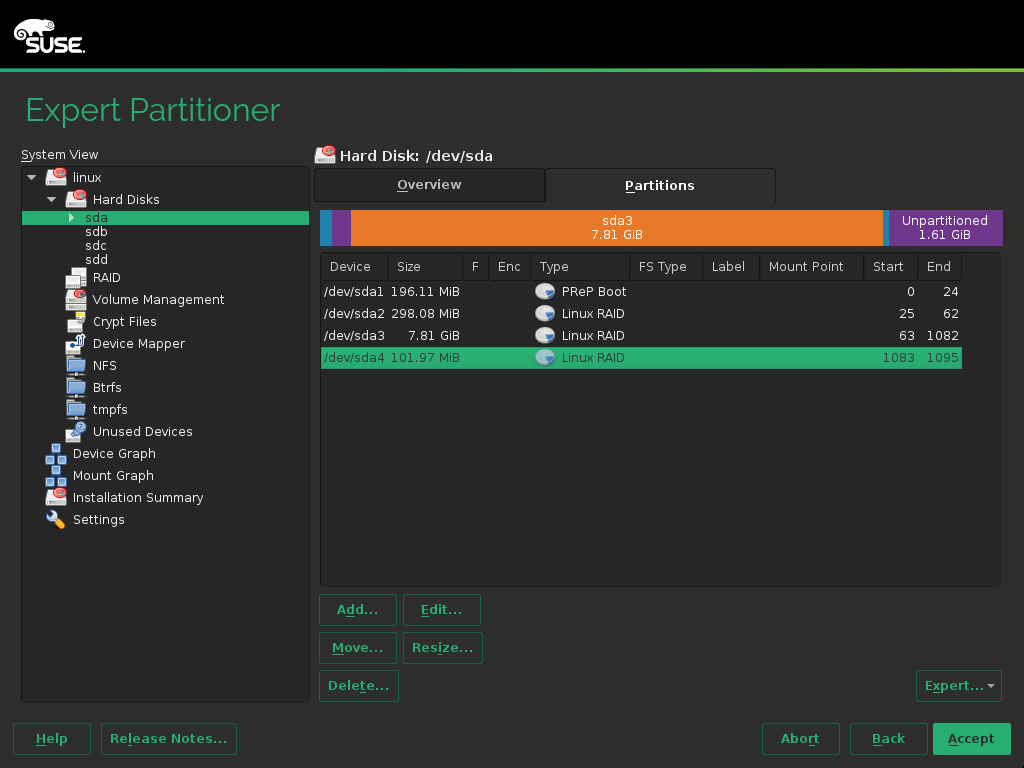 SUSE.
Expert Partitioner
System View
linux
Hard Disks
sda
sdb
sdc
sdd
RAID
Volume Management
Crypt Files
Device Mapper
NFS
Btrfs
tmpfs
Unused Devices
Device Graph
Mount Graph
Installation Summary
Settings
Hard Disk: /dev/sda
Overview Partitions
sda3 Unpartitioned
7.81 GiB 1.61 GiB
Device Size F Enc Type FS Type Label Mount Point Start End
/dev/sda1 196.11 MiB PReP Boot 0 24
/dev/sda2 298.08 MiB Linux RAID 25 62
/dev/sda3 7.81 GiB Linux RAID 63 1082
/dev/sda4 101.97 MiB Linux RAID 1083 1095
Add... Edit...
Move... Resize...
Delete... Expert...
Help Release Notes... Abort Back Accept